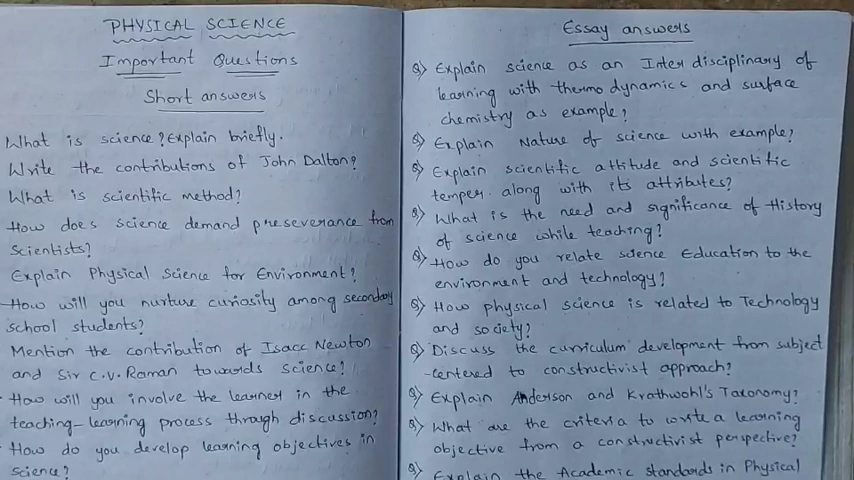 PHYSICAL SCIENCE
Important Questions
Short answers
What is science? Explain briefly.
Write the contributions of John Dalton?
What is scientific method?
How does science demand preseverance from
Scientists?
Explain Physical Science for Environment?
How will you nurture curiosity among secondary
school students?
Mention the contribution of Isacc Newton
and Sir C.V. Raman towards science?
How will you involve the learner in the
teaching-learning process through discussion?
How do you develop learning objectives in
science?
Essay answers
Q) Explain science as an Inter disciplinary of
learning with thermo dynamics and surface
chemistry as example?
Q) Explain Nature of science with example?
Q) Explain scientific attitude and scientific
temper along with its attributes?
Q) What is the need and significance of History
of science while teaching?
Q) How do you relate science Education to the
environment and technology?
Q) How physical science is related to Technology
and society?
Q) Discuss the curriculum development from subject
-centered to constructivist approach?
Q) Explain Anderson and Krathwohl's Taxonomy?
Q) What are the criteria to write a learning
objective from a constructivist perspective?
Q) Explain the Academic standards in Physical